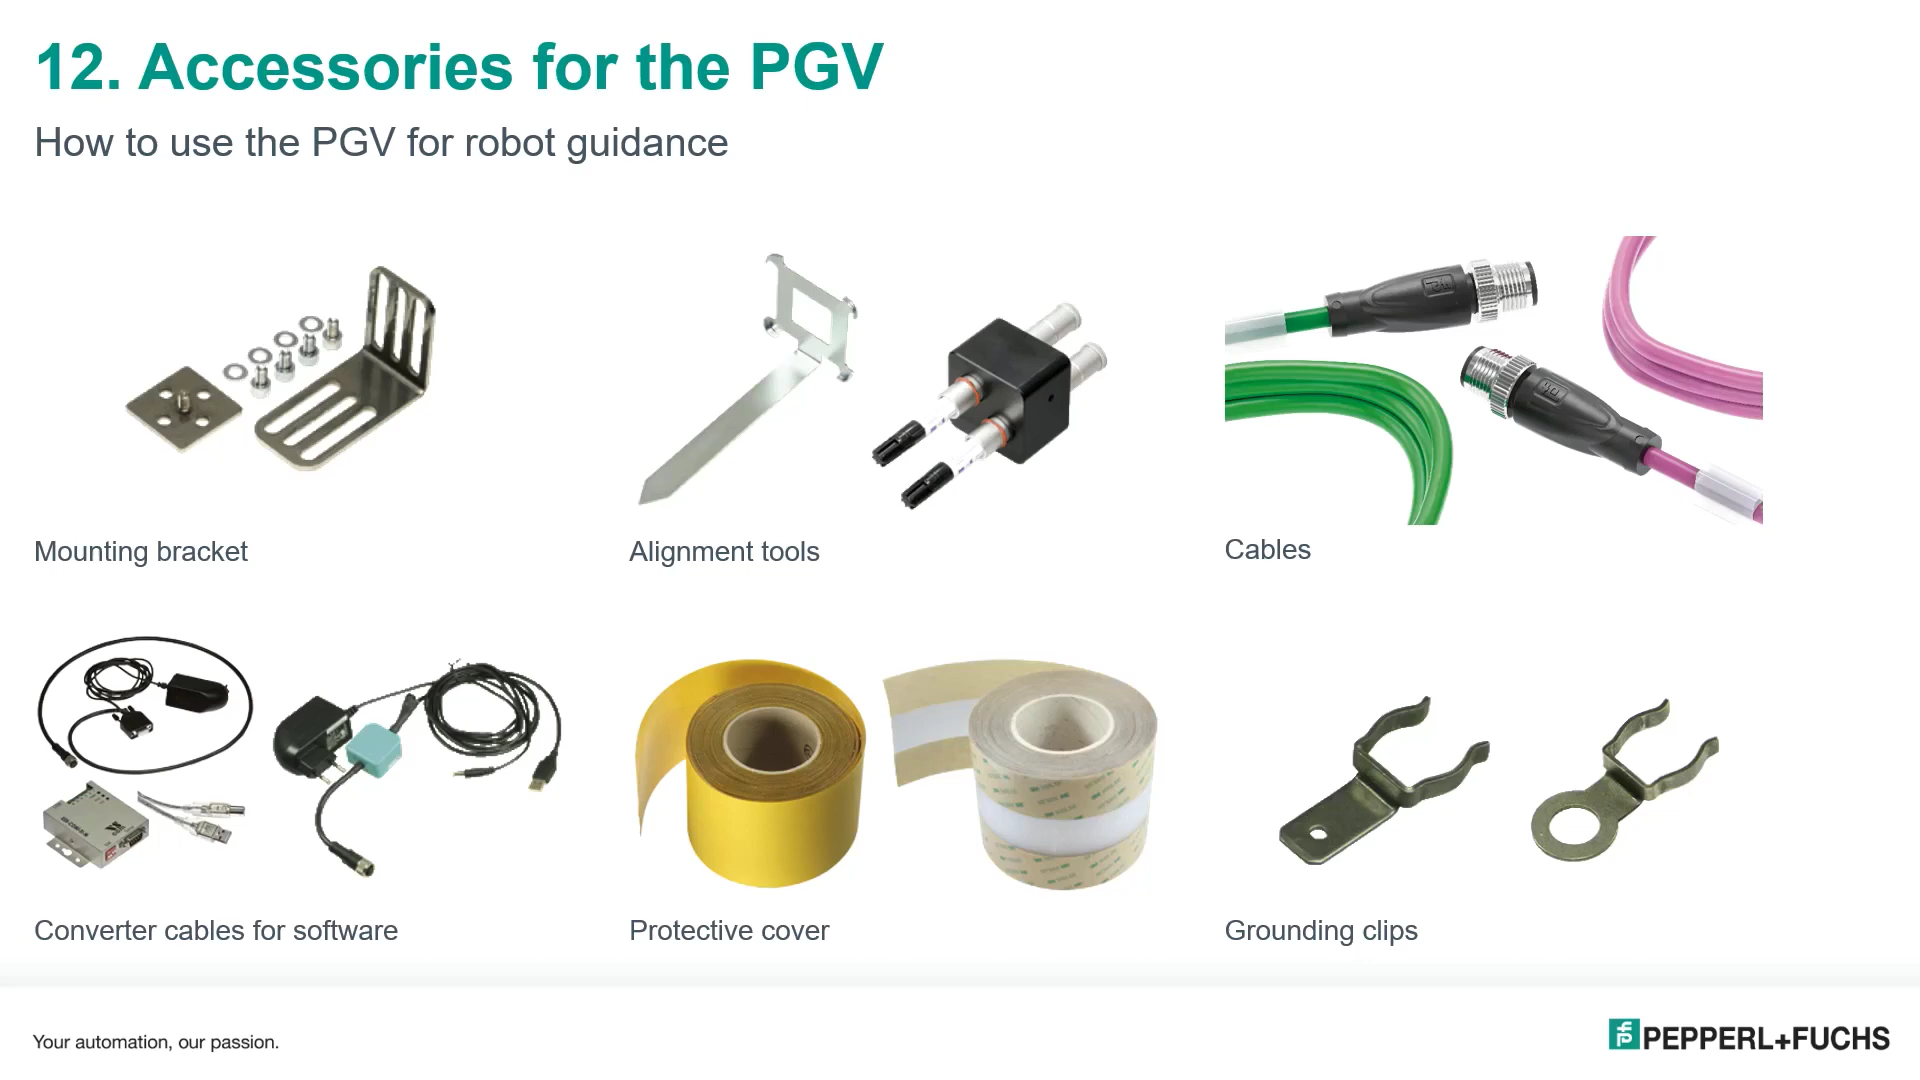 12. Accessories for the PGV
How to use the PGV for robot guidance
Mounting bracket
Alignment tools
Cables
Converter cables for software
Protective cover
Grounding clips
Your automation, our passion.
PEPPERL+FUCHS